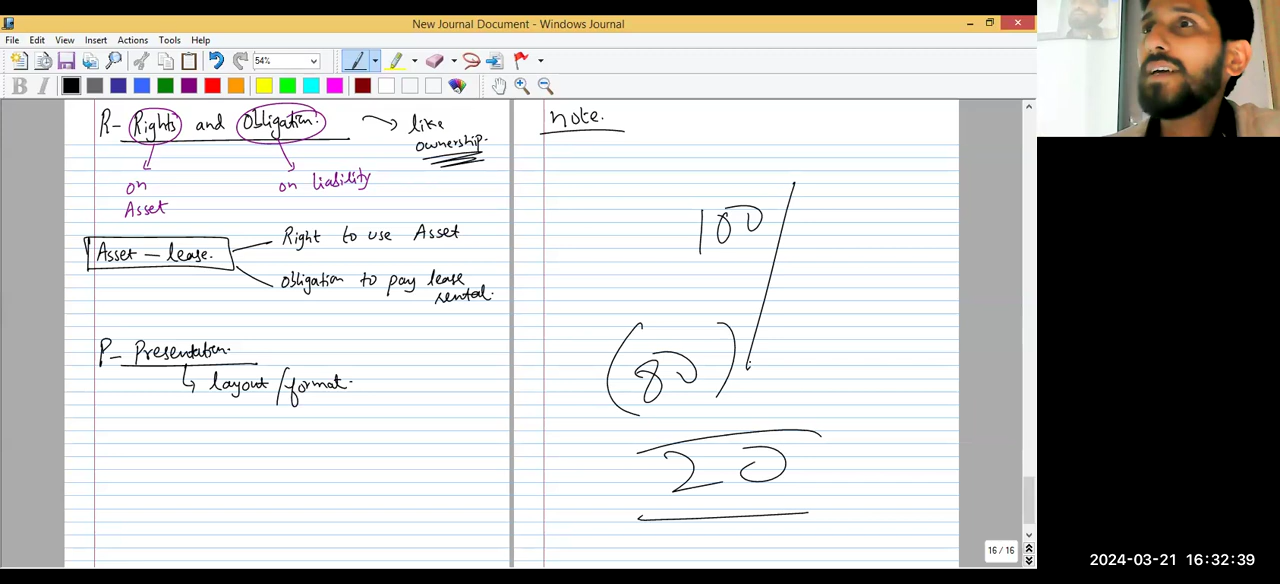 New Journal Document - Windows Journal
File Edit View Insert Actions Tools Help
54%
B I
R- Rights and Obligation: like
ownership.
on
Asset
on liability
Asset - lease. Right to use Asset
Obligation to pay lease
rental.
P- Presentation.
layout/format.
note.
100
(80)
20
16/16
2024-03-21 16:32:39